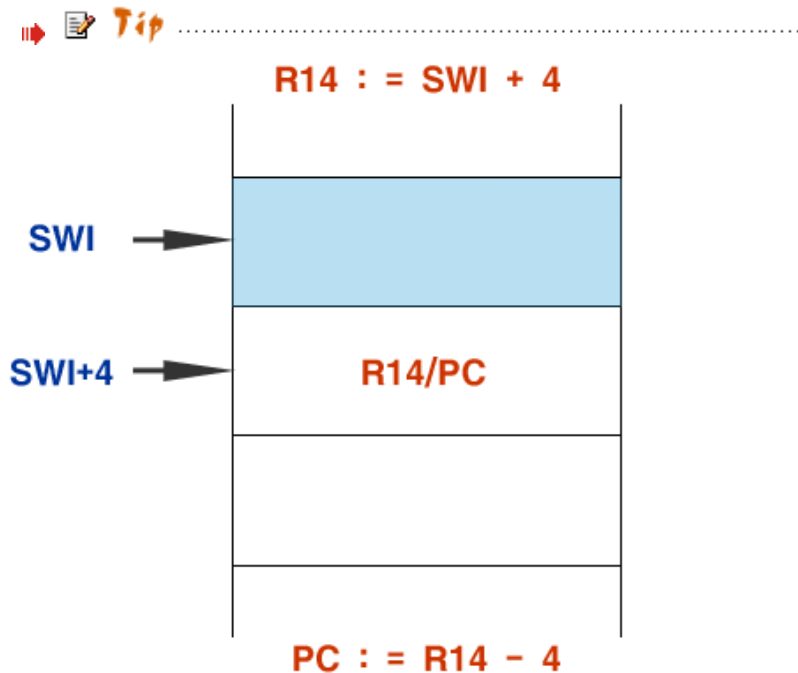 Tip
R14 : = SWI + 4
SWI
SWI+4
R14/PC
PC : = R14 - 4